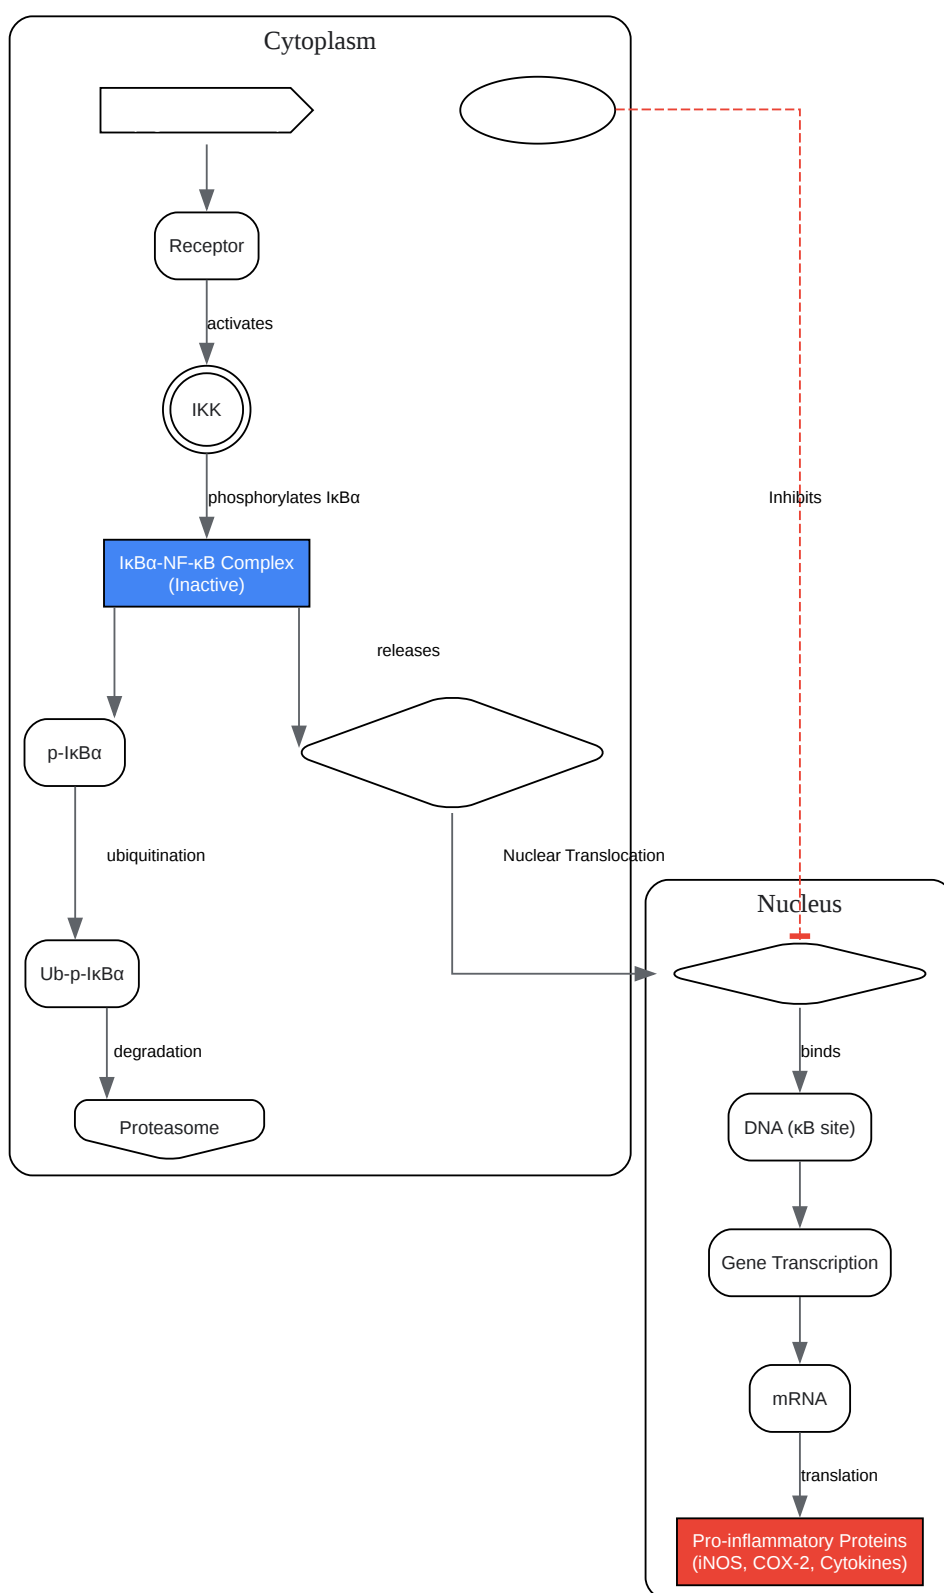 Cytoplasm
Receptor
activates
IKK
phosphorylates IκBα
Inhibits
IκBα-NF-κB Complex
(Inactive)
releases
p-IκBα
ubiquitination
Nuclear Translocation
Nucleus
Ub-p-IκBα
degradation
binds
Proteasome
DNA (κB site)
Gene Transcription
mRNA
translation
Pro-inflammatory Proteins
(iNOS, COX-2, Cytokines)